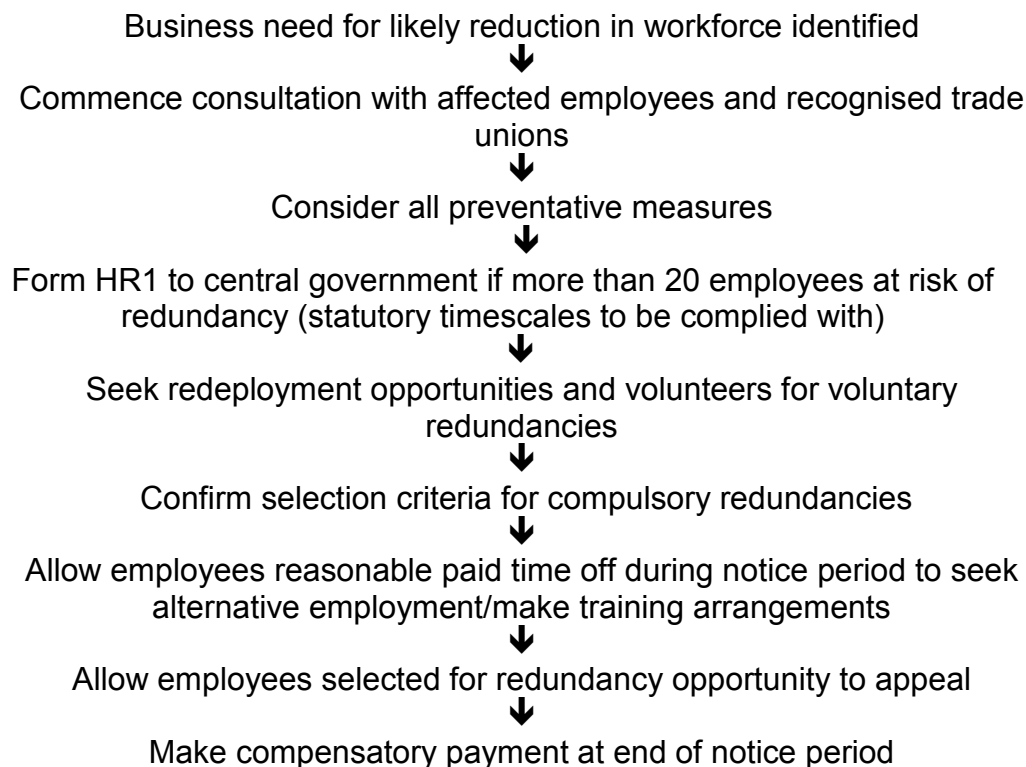 Business need for likely reduction in workforce identified
Commence consultation with affected employees and recognised trade
unions
Consider all preventative measures
Form HR1 to central government if more than 20 employees at risk of
redundancy (statutory timescales to be complied with)
Seek redeployment opportunities and volunteers for voluntary
redundancies
Confirm selection criteria for compulsory redundancies
Allow employees reasonable paid time off during notice period to seek
alternative employment/make training arrangements
Allow employees selected for redundancy opportunity to appeal
Make compensatory payment at end of notice period